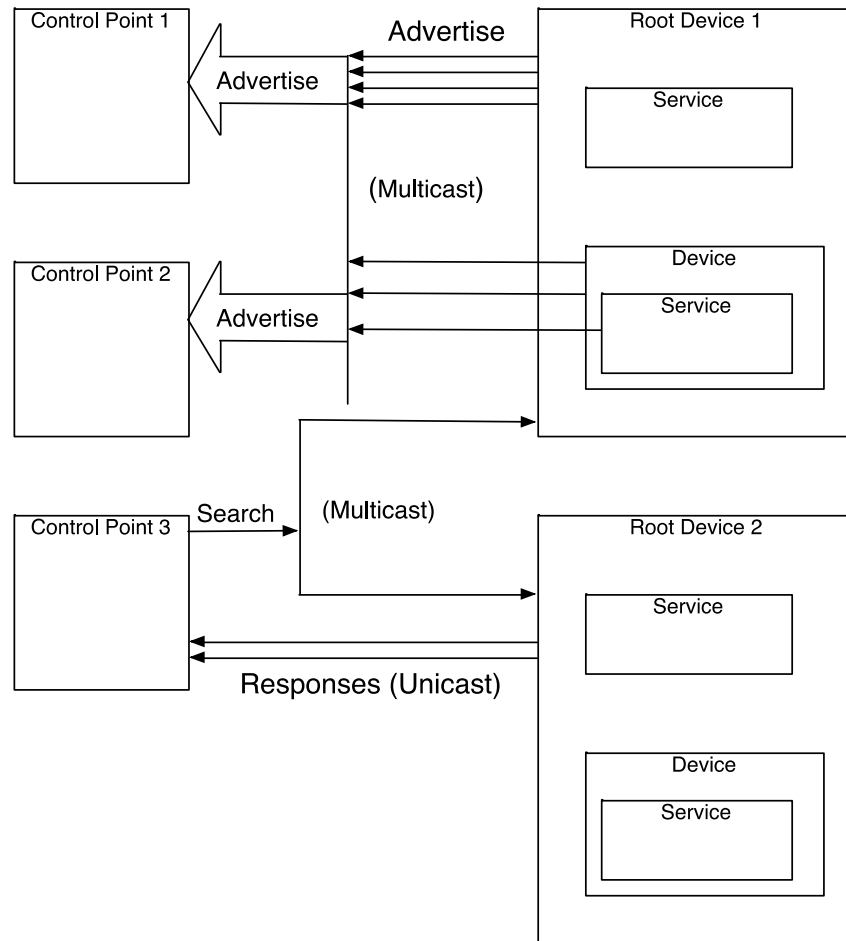 Control Point 1
Advertise
Root Device 1
Advertise
Service
(Multicast)
Control Point 2
Device
Advertise
Service
Control Point 3
Search
(Multicast)
Root Device 2
Service
Responses (Unicast)
Device
Service